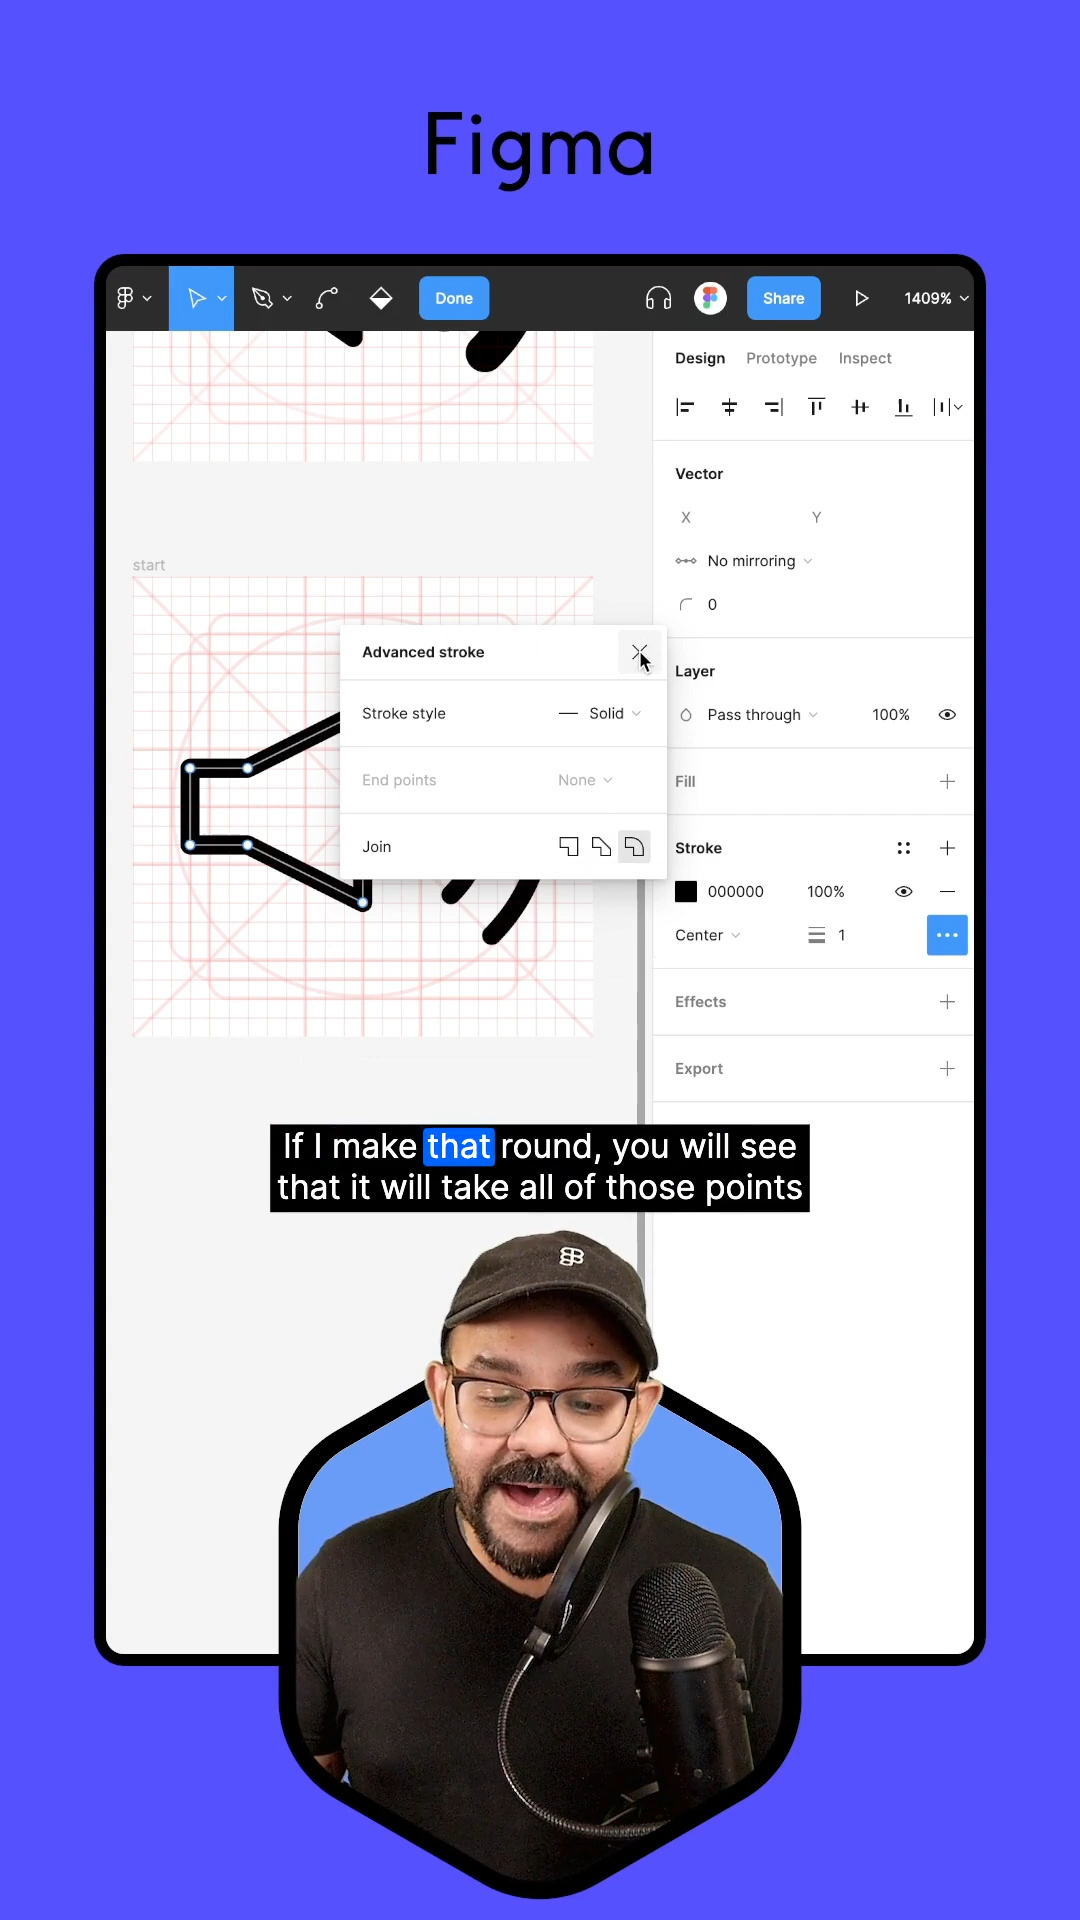 Figma
Done
Share
1409%
Design Prototype Inspect
Vector
X Y
No mirroring
0
start
Advanced stroke
Layer
Stroke style Solid
Pass through 100%
End points None
Fill
Join
Stroke
000000 100%
Center 1
Effects
Export
If I make that round, you will see
that it will take all of those points